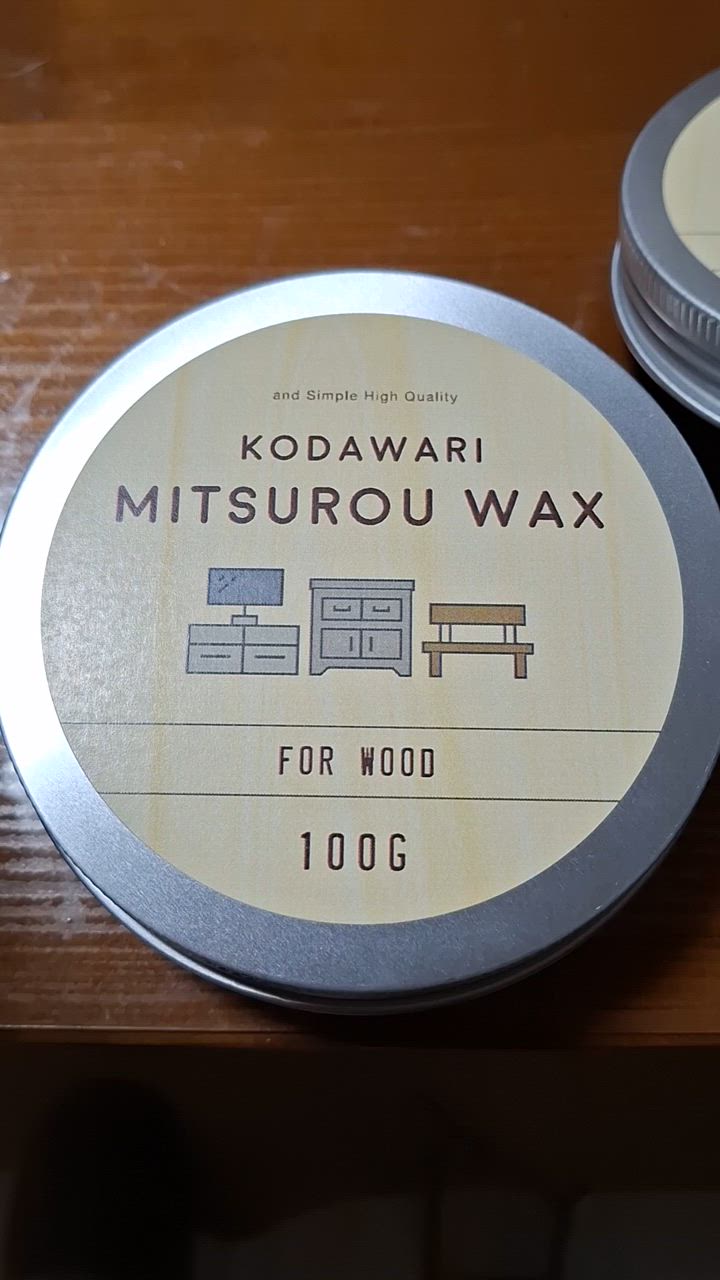 and Simple High Quality
KODAWARI
MITSUROU WAX
FOR WOOD
100G